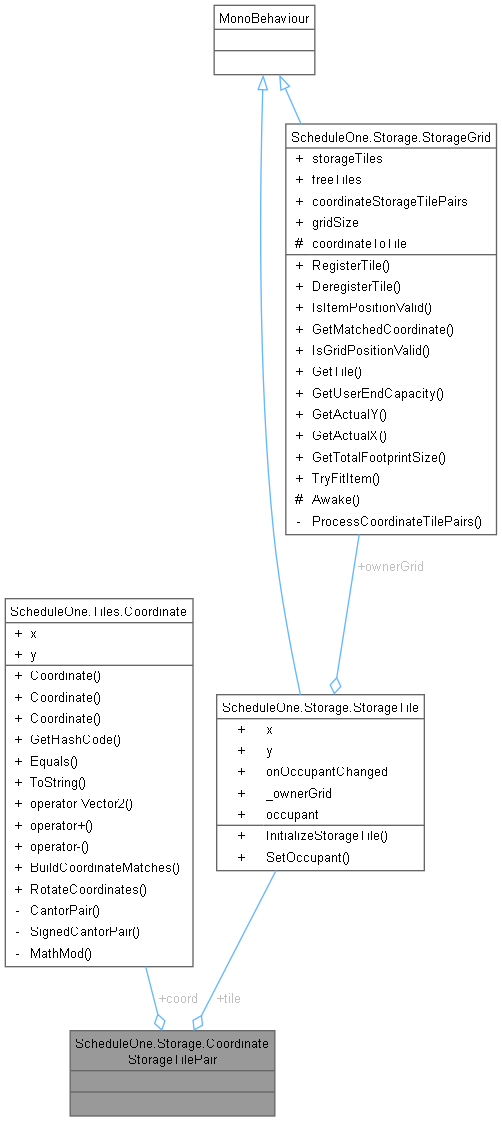 MonoBehaviour
ScheduleOne.Storage.StorageGrid
+ storageTiles
+ freeTiles
+ coordinateStorageTilePairs
+ gridSize
# coordinateToTile
+ RegisterTile()
+ DeregisterTile()
+ IsItemPositionValid()
+ GetMatchedCoordinate()
+ IsGridPositionValid()
+ GetTile()
+ GetUserEndCapacity()
+ GetActualY()
+ GetActualX()
+ GetTotalFootprintSize()
+ TryFitItem()
# Awake()
- ProcessCoordinateTilePairs()
+ownerGrid
ScheduleOne.Tiles.Coordinate
+ x
+ y
+ Coordinate()
+ Coordinate()
+ Coordinate()
+ GetHashCode()
+ Equals()
+ ToString()
+ operator Vector2()
+ operator+()
+ operator-()
+ BuildCoordinateMatches()
+ RotateCoordinates()
- CantorPair()
- SignedCantorPair()
- MathMod()
ScheduleOne.Storage.StorageTile
+ x
+ y
+ onOccupantChanged
+ _ownerGrid
+ occupant
+ InitializeStorageTile()
+ SetOccupant()
+coord
+tile
ScheduleOne.Storage.Coordinate
StorageTilePair